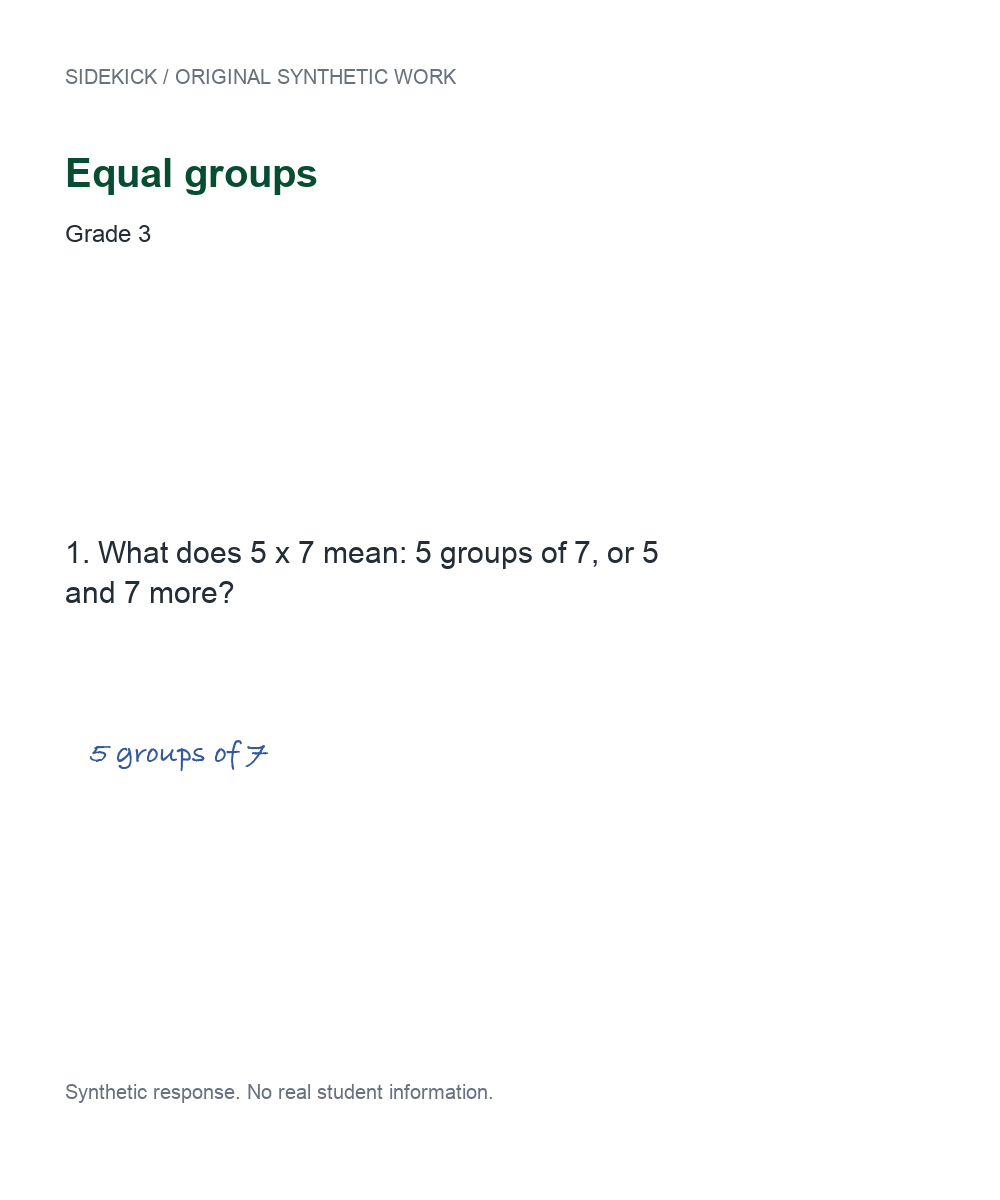 SIDEKICK / ORIGINAL SYNTHETIC WORK
Equal groups
Grade 3
1. What does 5 x 7 mean: 5 groups of 7, or 5
and 7 more?
5 groups of 7
Synthetic response. No real student information.